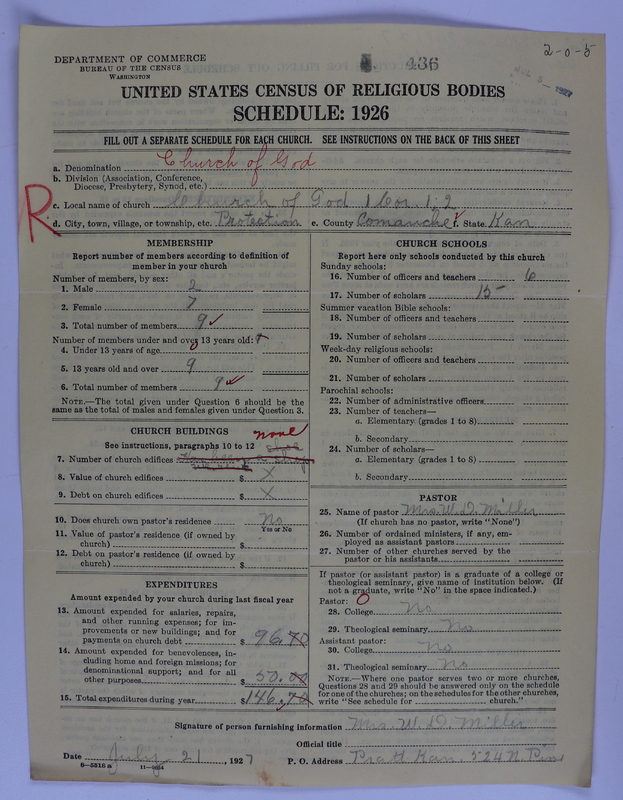 2-0-5
DEPARTMENT OF COMMERCE
BUREAU OF THE CENSUS
WASHINGTON
436
UNITED STATES CENSUS OF RELIGIOUS BODIES
SCHEDULE: 1926
FILL OUT A SEPARATE SCHEDULE FOR EACH CHURCH. SEE INSTRUCTIONS ON THE BACK OF THIS SHEET
a. Denomination Church of God
b. Division (Association, Conference, Diocese, Presbytery, Synod, etc.)
c. Local name of church Church of God 1 Cor. 1,2
R
d. City, town, village, or township, etc. Protection e. County Comanche f. State Kan
MEMBERSHIP
Report number of members according to definition of
member in your church
Number of members, by sex:
1. Male 2
2. Female 7
3. Total number of members 9
Number of members under and over 13 years old:
4. Under 13 years of age 0
5. 13 years old and over 9
6. Total number of members 9
NOTE.—The total given under Question 6 should be the
same as the total of males and females given under Question 3.
CHURCH BUILDINGS
none
See instructions, paragraphs 10 to 12
7. Number of church edifices
8. Value of church edifices $ X
9. Debt on church edifices $ X
10. Does church own pastor's residence No
Yes or No
11. Value of pastor's residence (if owned by
church) $
12. Debt on pastor's residence (if owned by
church) $
EXPENDITURES
Amount expended by your church during last fiscal year
13. Amount expended for salaries, repairs,
and other running expenses; for im-
provements or new buildings; and for
payments on church debt $ 96.70
14. Amount expended for benevolences, in-
cluding home and foreign missions; for
denominational support; and for all
other purposes $ 50.00
15. Total expenditures during year $ 146.70
CHURCH SCHOOLS
Report here only schools conducted by this church
Sunday schools:
16. Number of officers and teachers 6
17. Number of scholars 15
Summer vacation Bible schools:
18. Number of officers and teachers
19. Number of scholars
Week-day religious schools:
20. Number of officers and teachers
21. Number of scholars
Parochial schools:
22. Number of administrative officers
23. Number of teachers—
a. Elementary (grades 1 to 8)
b. Secondary
24. Number of scholars—
a. Elementary (grades 1 to 8)
b. Secondary
PASTOR
25. Name of pastor Mrs. W. D. Miller
(If church has no pastor, write "None")
26. Number of ordained ministers, if any, em-
ployed as assistant pastors
27. Number of other churches served by the
pastor or his assistants
If pastor (or assistant pastor) is a graduate of a college or
theological seminary, give name of institution below. (If
not a graduate, write "No" in the space indicated.)
Pastor: O
28. College No
29. Theological seminary No
Assistant pastor:
30. College No
31. Theological seminary No
NOTE.—Where one pastor serves two or more churches,
Questions 28 and 29 should be answered only on the schedule
for one of the churches; on the schedules for the other churches,
write "See schedule for church."
Signature of person furnishing information Mrs. W. D. Miller
Official title
Date July 21, 1927 P. O. Address Pratt Kan. 524 N. Pine
8—5516 a 11—9054